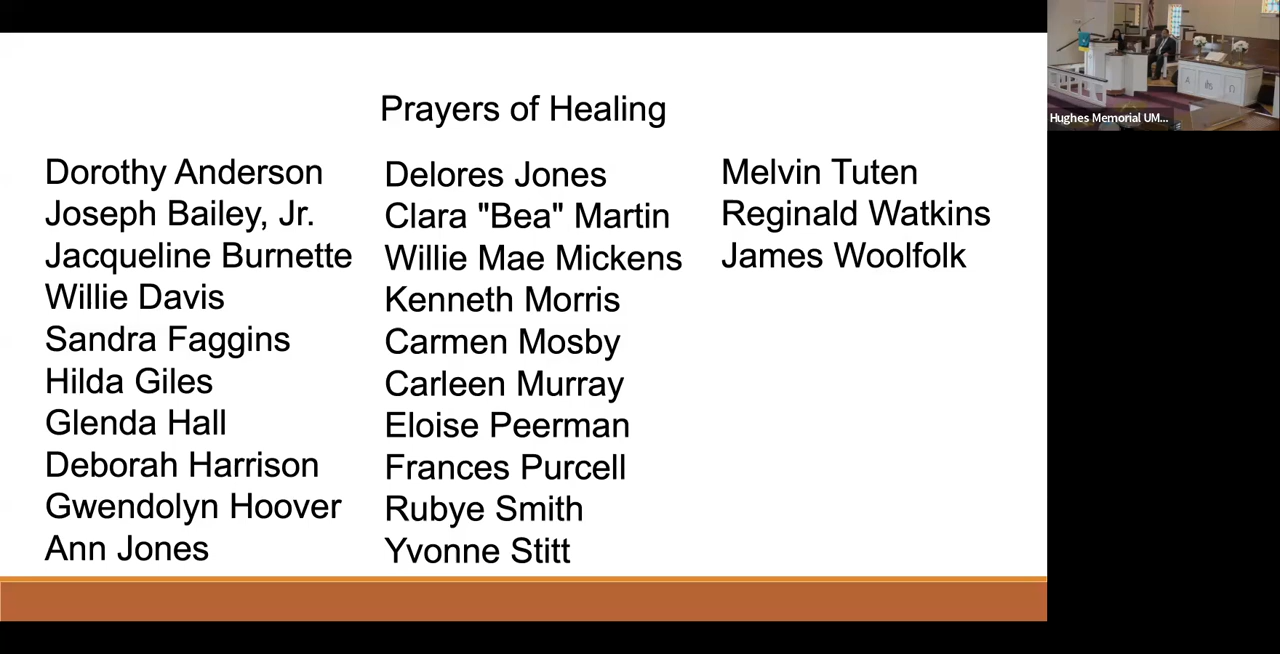 Prayers of Healing
Dorothy Anderson
Joseph Bailey, Jr.
Jacqueline Burnette
Willie Davis
Sandra Faggins
Hilda Giles
Glenda Hall
Deborah Harrison
Gwendolyn Hoover
Ann Jones
Delores Jones
Clara "Bea" Martin
Willie Mae Mickens
Kenneth Morris
Carmen Mosby
Carleen Murray
Eloise Peerman
Frances Purcell
Rubye Smith
Yvonne Stitt
Melvin Tuten
Reginald Watkins
James Woolfolk
Hughes Memorial UM...